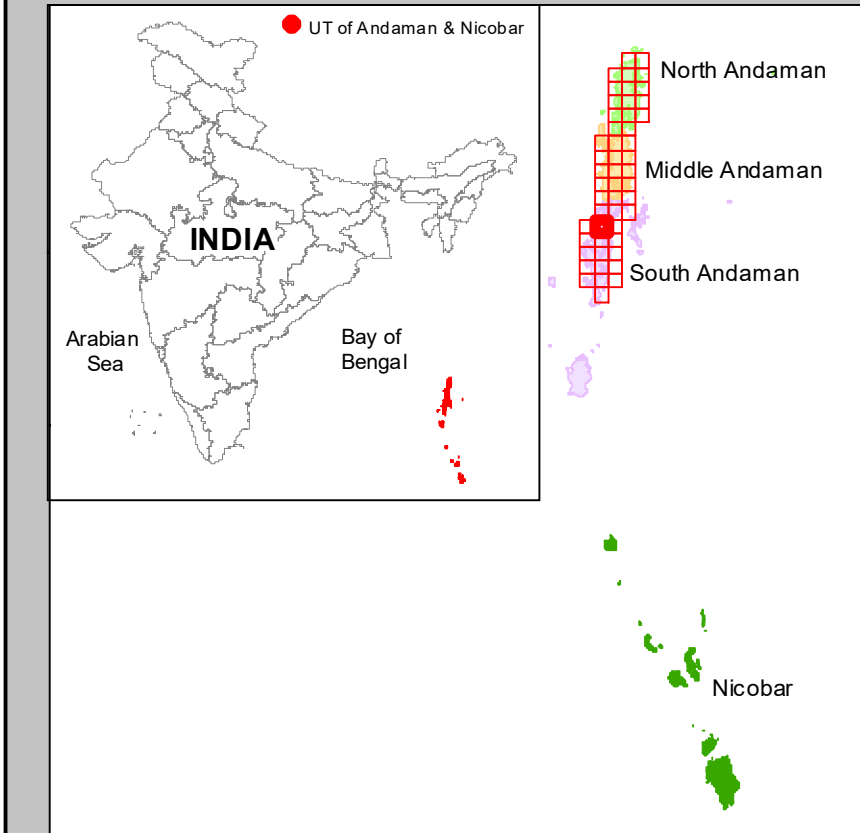 UT of Andaman & Nicobar
North Andaman
Middle Andaman
INDIA
South Andaman
Arabian
Sea
Bay of
Bengal
Nicobar